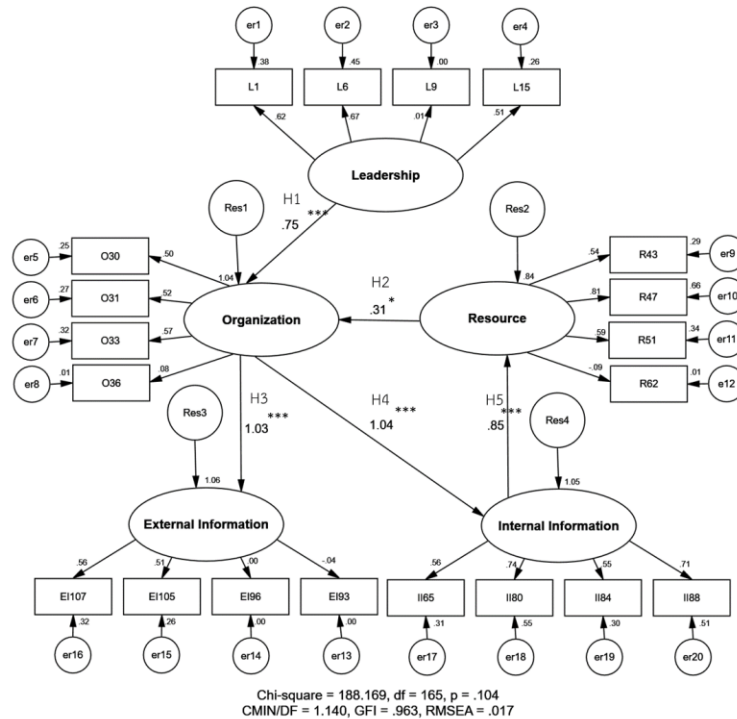 er1
er2
er3
er4
.38
.45
.00
.26
L1
L6
L9
L15
.62
.67
.01
.51
Leadership
Res1
H1
.75 ***
Res2
er5
.25
O30
.50
er6
.27
O31
.52
er7
.32
O33
.57
er8
.01
O36
.08
1.04
Organization
H2
.31 *
.84
Resource
.54
R43
.29
er9
.81
R47
.66
er10
.59
R51
.34
er11
-.09
R62
.01
e12
Res3
H3
***
1.03
H4
***
1.04
H5
***
.85
Res4
1.06
External Information
1.05
Internal Information
.56
.51
.00
-.04
EI107
EI105
EI96
EI93
.32
.26
.00
.00
er16
er15
er14
er13
.56
.74
.55
.71
II65
II80
II84
II88
.31
.55
.30
.51
er17
er18
er19
er20
Chi-square = 188.169, df = 165, p = .104
CMIN/DF = 1.140, GFI = .963, RMSEA = .017